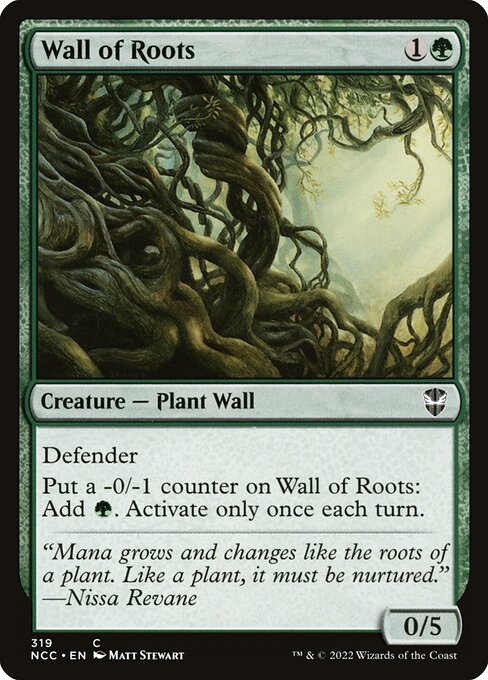 Wall of Roots 1
Creature — Plant Wall
Defender
Put a -0/-1 counter on Wall of Roots:
Add . Activate only once each turn.
“Mana grows and changes like the roots of
a plant. Like a plant, it must be nurtured.”
—Nissa Revane
0/5
319 C
NCC • EN Matt Stewart
™ & © 2022 Wizards of the Coast